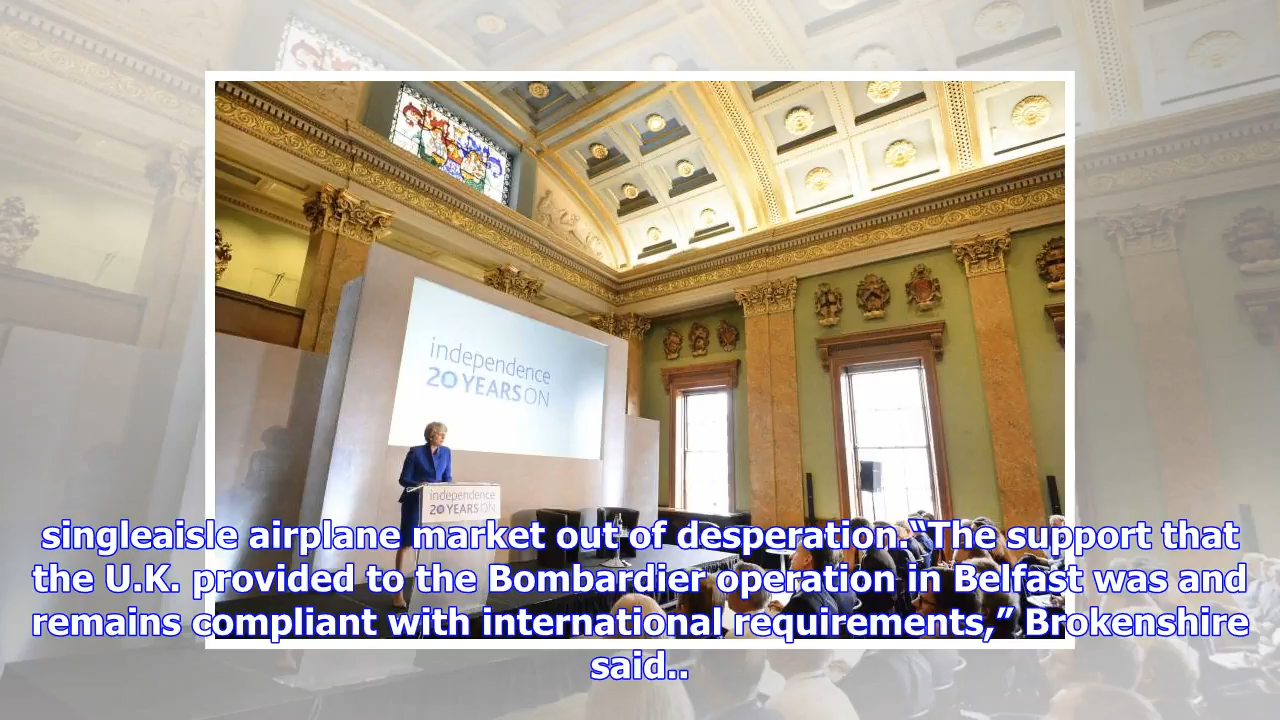 independence
20 YEARS ON
independence
20 YEARS ON
singleaisle airplane market out of desperation. “The support that
the U.K. provided to the Bombardier operation in Belfast was and
remains compliant with international requirements,” Brokenshire
said..